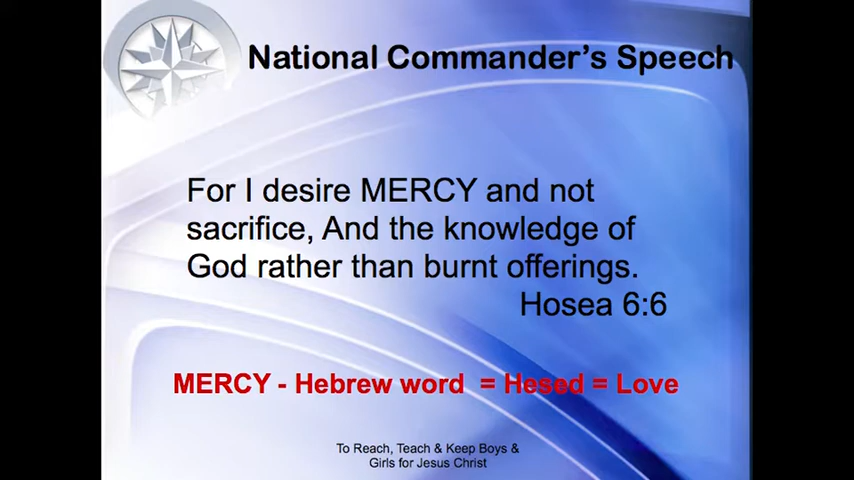 National Commander's Speech
For I desire MERCY and not
sacrifice, And the knowledge of
God rather than burnt offerings.
Hosea 6:6
MERCY - Hebrew word = Hesed = Love
To Reach, Teach & Keep Boys &
Girls for Jesus Christ